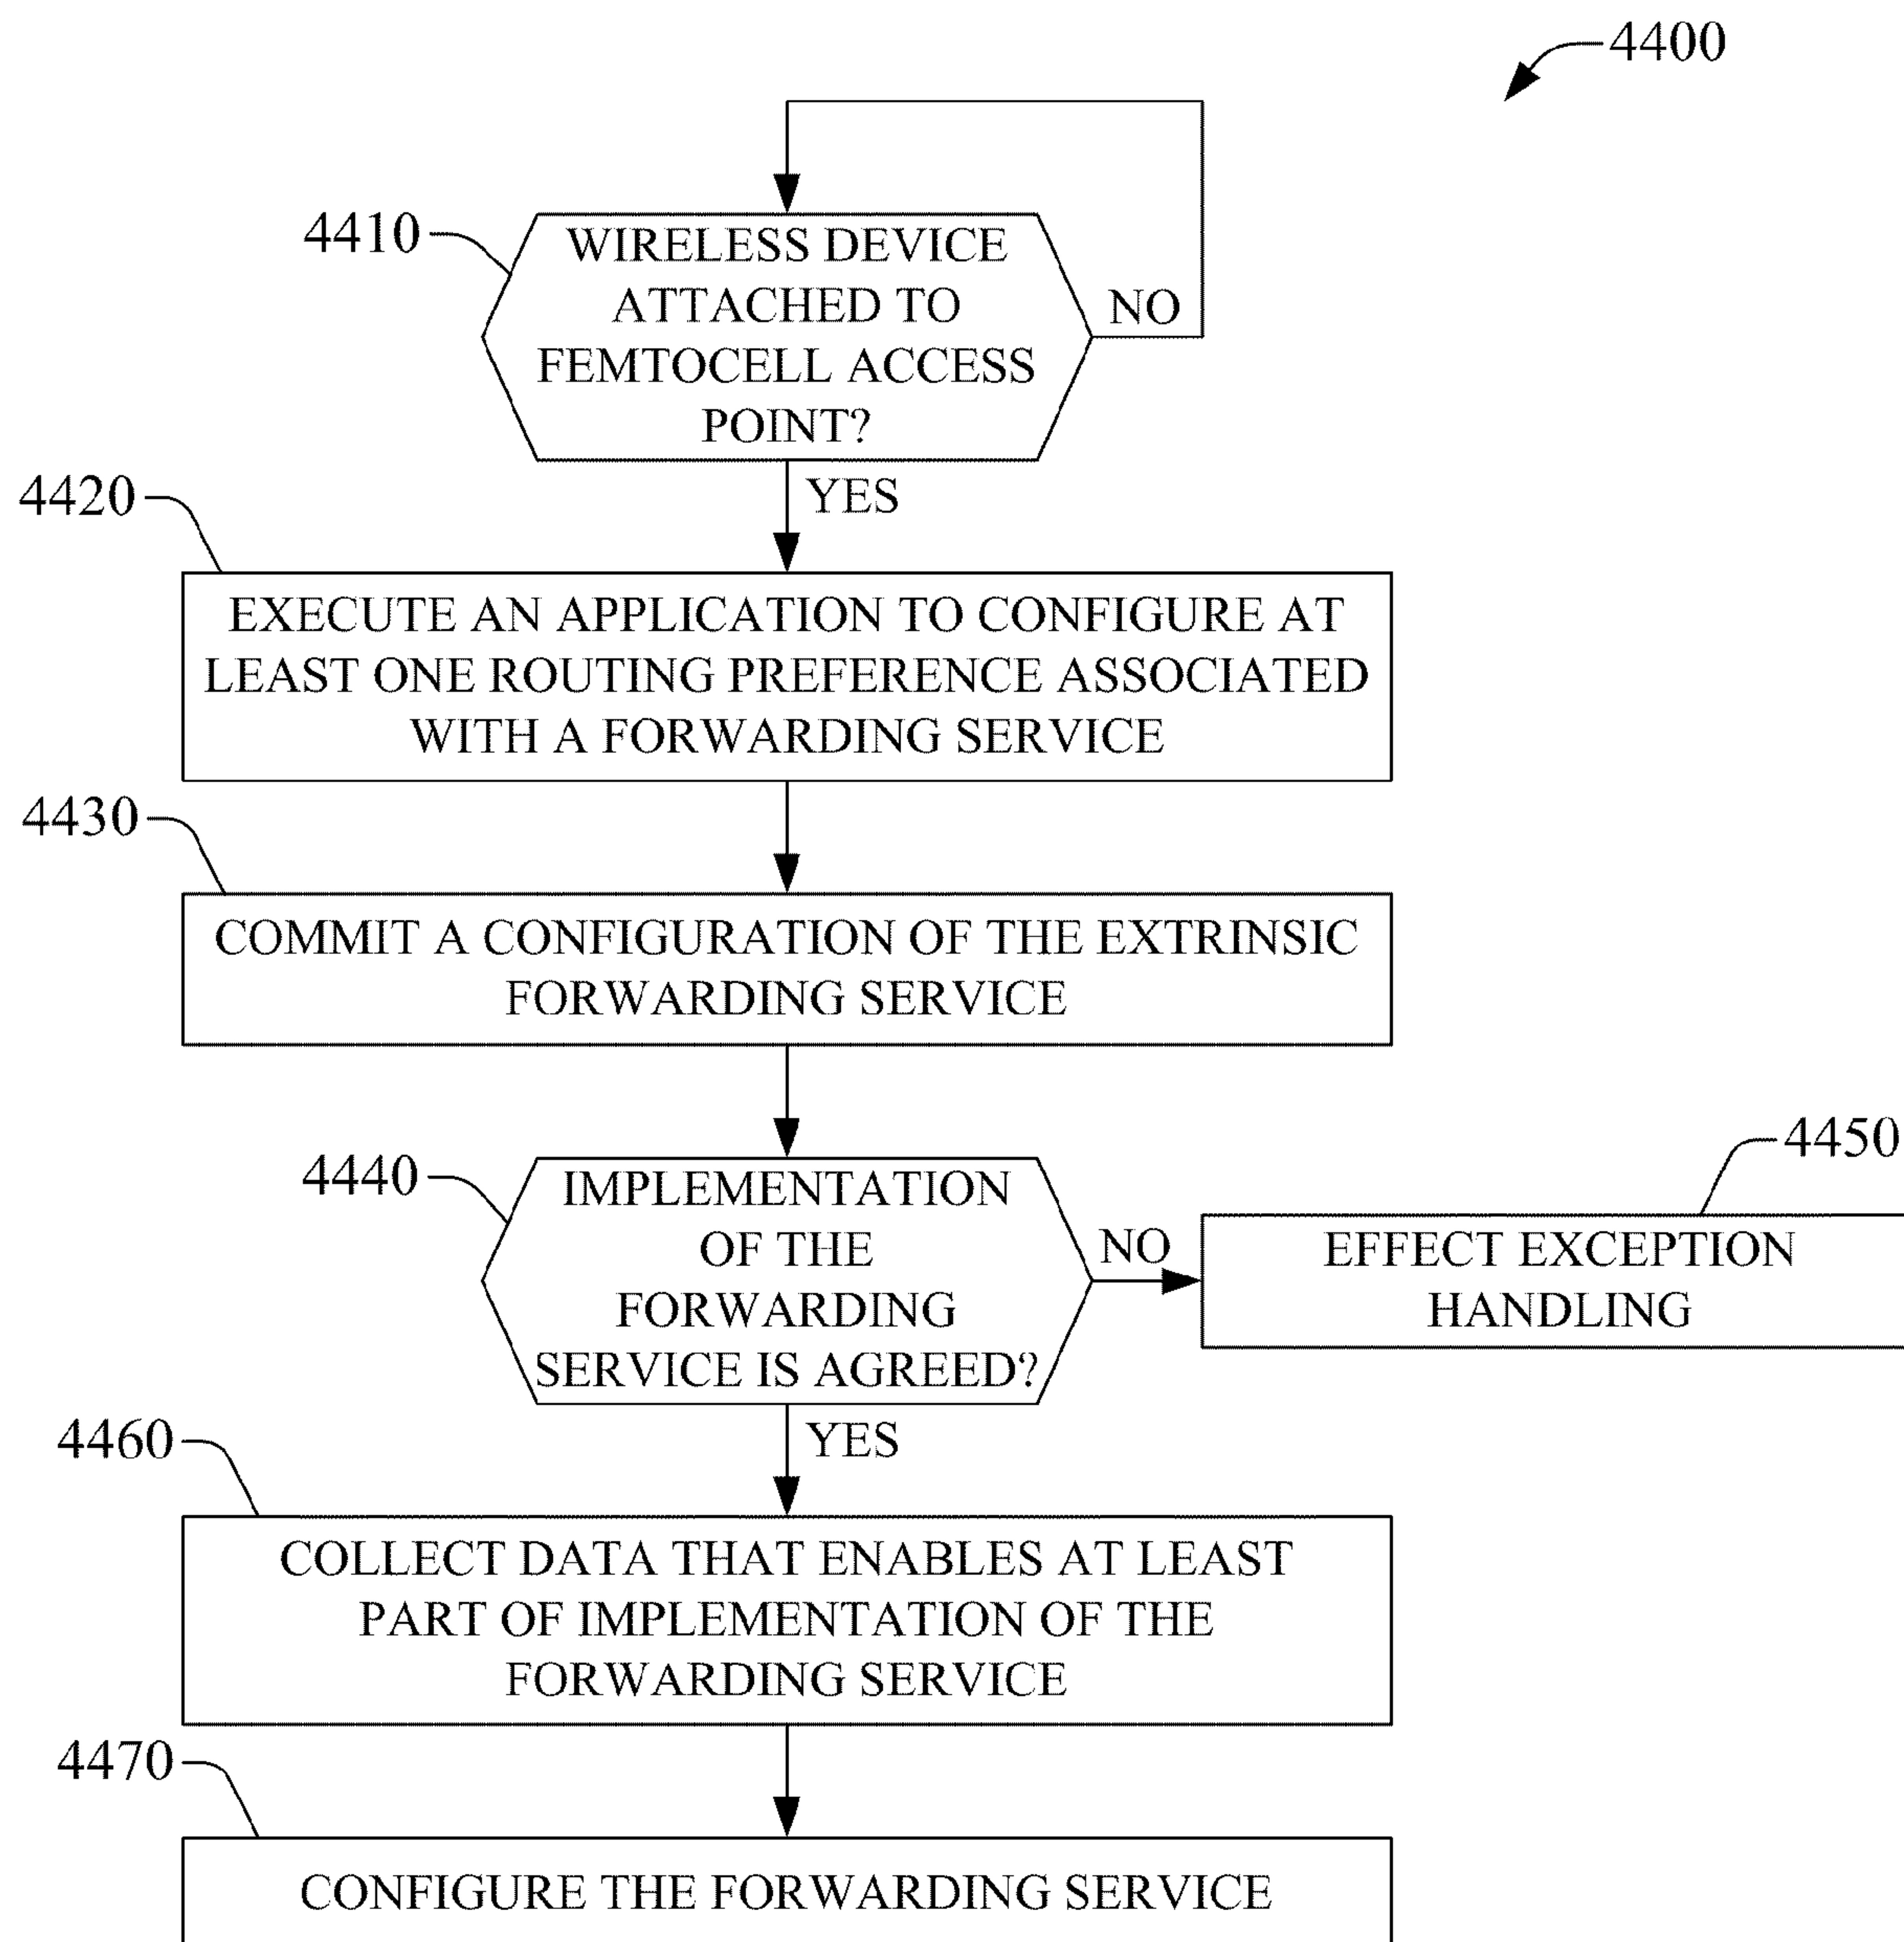 4400
4410
WIRELESS DEVICE
ATTACHED TO
FEMTOCELL ACCESS
POINT?
NO
YES
4420
EXECUTE AN APPLICATION TO CONFIGURE AT
LEAST ONE ROUTING PREFERENCE ASSOCIATED
WITH A FORWARDING SERVICE
4430
COMMIT A CONFIGURATION OF THE EXTRINSIC
FORWARDING SERVICE
4440
IMPLEMENTATION
OF THE
FORWARDING
SERVICE IS AGREED?
NO
4450
EFFECT EXCEPTION
HANDLING
YES
4460
COLLECT DATA THAT ENABLES AT LEAST
PART OF IMPLEMENTATION OF THE
FORWARDING SERVICE
4470
CONFIGURE THE FORWARDING SERVICE